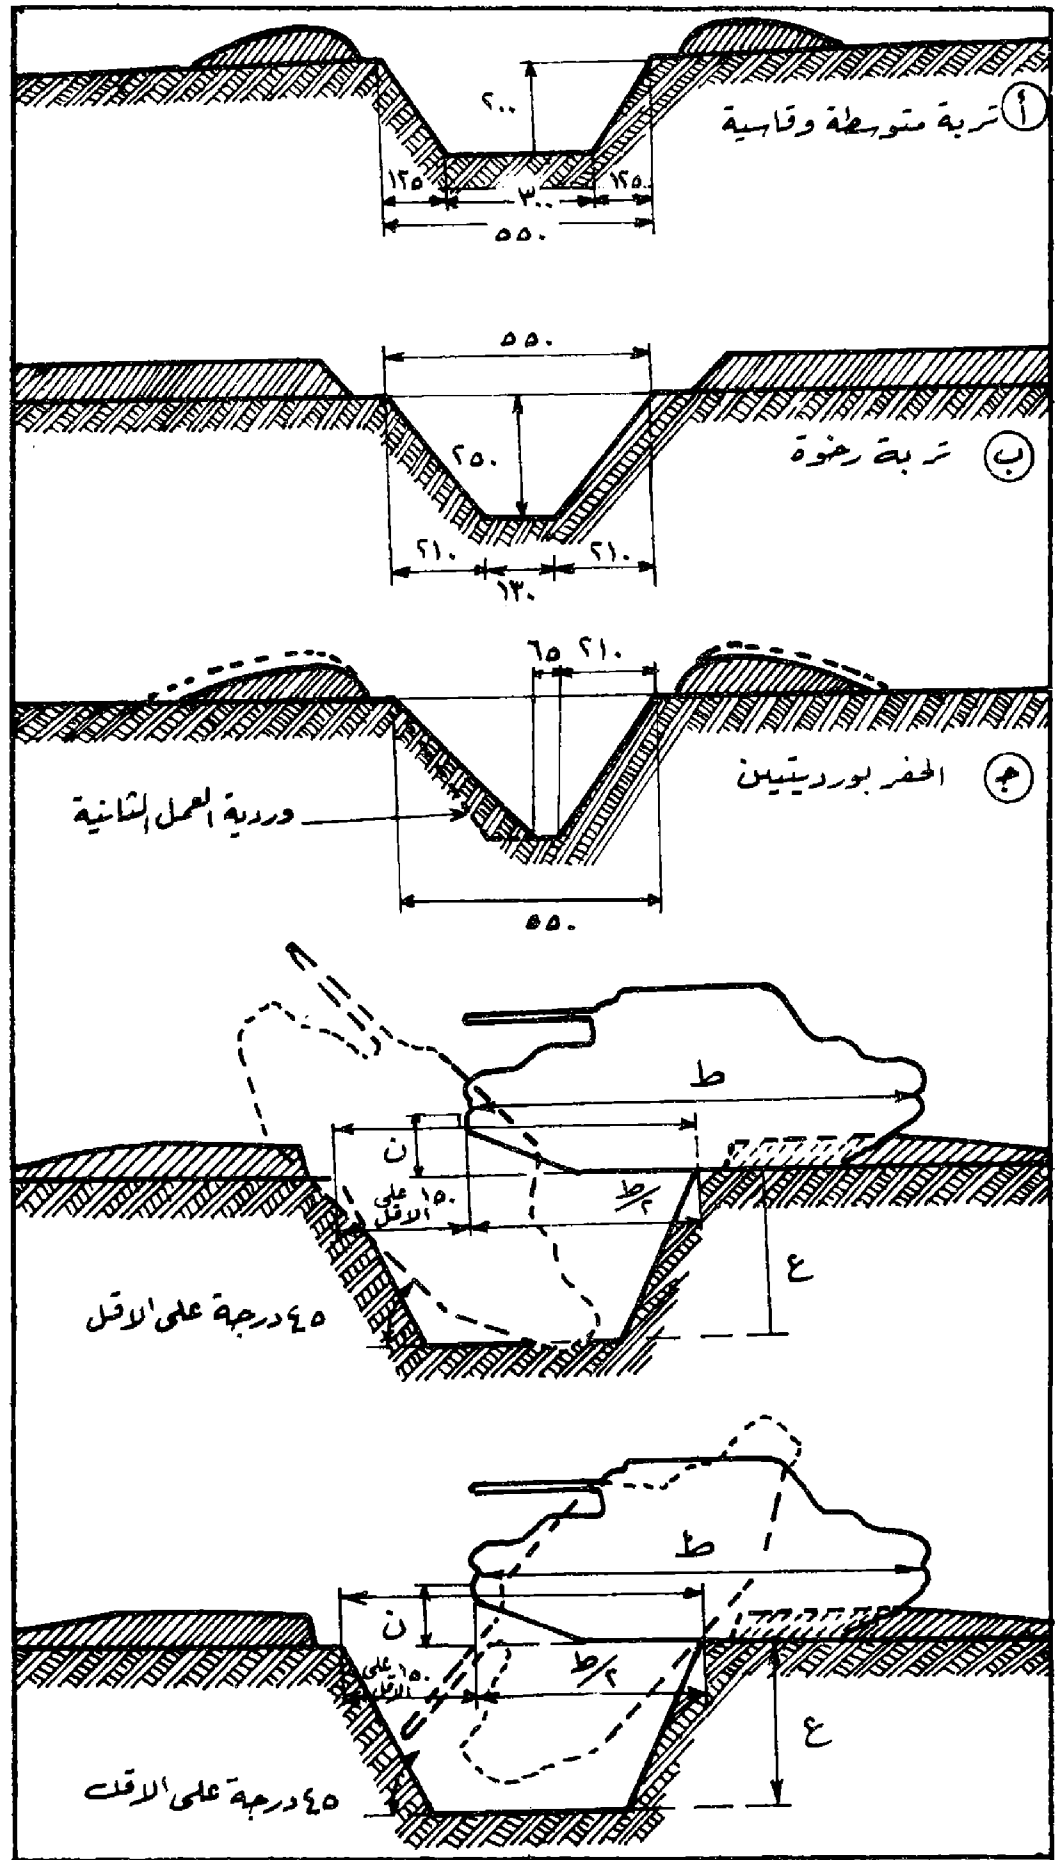 ٢٠٠
أ تربة متوسطة وقاسية
١٢٥ ٣٠٠ ١٢٥
٥٥٠
٥٥٠
ب تربة رخوة
٢٥٠
٢١٠ ١٣٠ ٢١٠
٦٥ ٢١٠
ج الحفر بورديتين
وردية العمل الثانية
٥٥٠
ط
ن
١٥٠ على
الاقل
ط/٢
ع
٤٥ درجة على الاقل
ط
ن
١٥٠ على
الاقل
ط/٢
ع
٤٥ درجة على الاقل